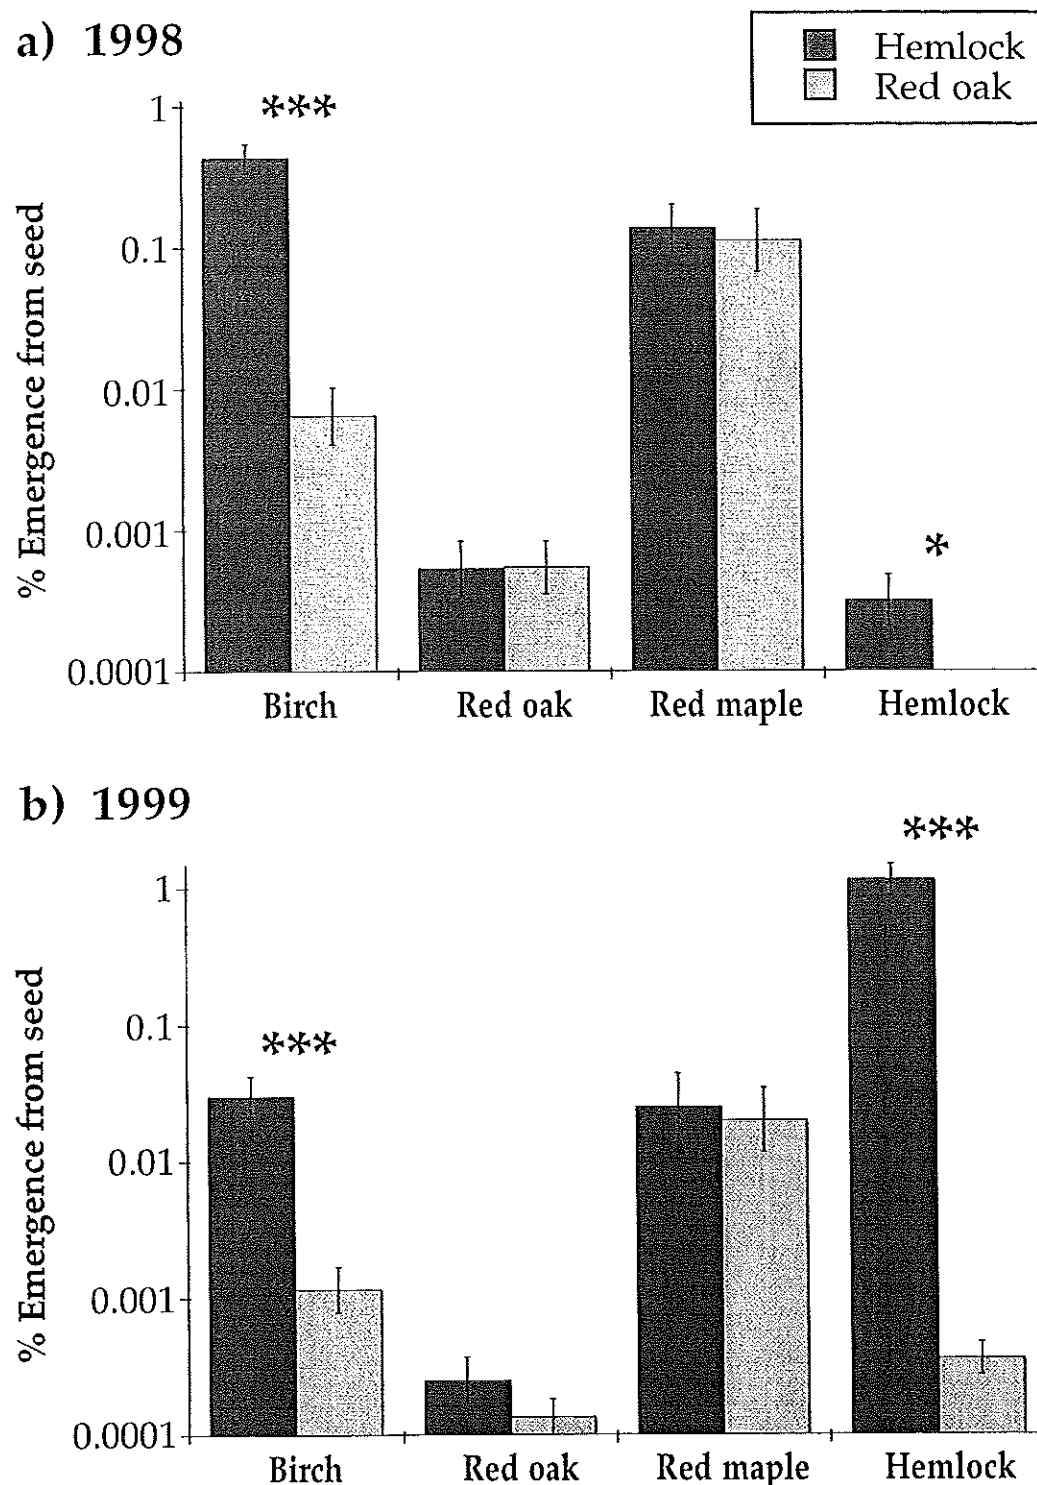 a) 1998
Hemlock
Red oak
% Emergence from seed
1
0.1
0.01
0.001
0.0001
***
*
Birch
Red oak
Red maple
Hemlock
b) 1999
% Emergence from seed
1
0.1
0.01
0.001
0.0001
***
***
Birch
Red oak
Red maple
Hemlock